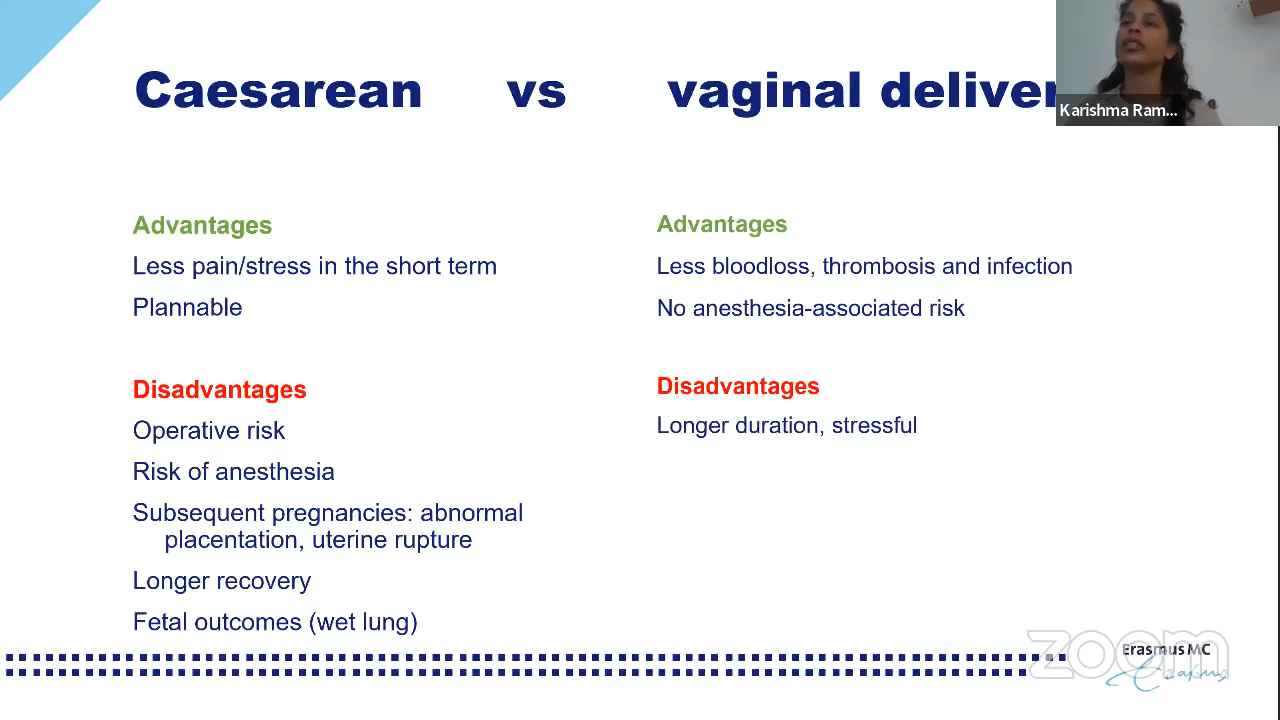 Caesarean vs vaginal deliver
Karishma Ram...
Advantages
Less pain/stress in the short term
Plannable
Disadvantages
Operative risk
Risk of anesthesia
Subsequent pregnancies: abnormal
placentation, uterine rupture
Longer recovery
Fetal outcomes (wet lung)
Advantages
Less bloodloss, thrombosis and infection
No anesthesia-associated risk
Disadvantages
Longer duration, stressful
zoom
Erasmus MC
Erasmus